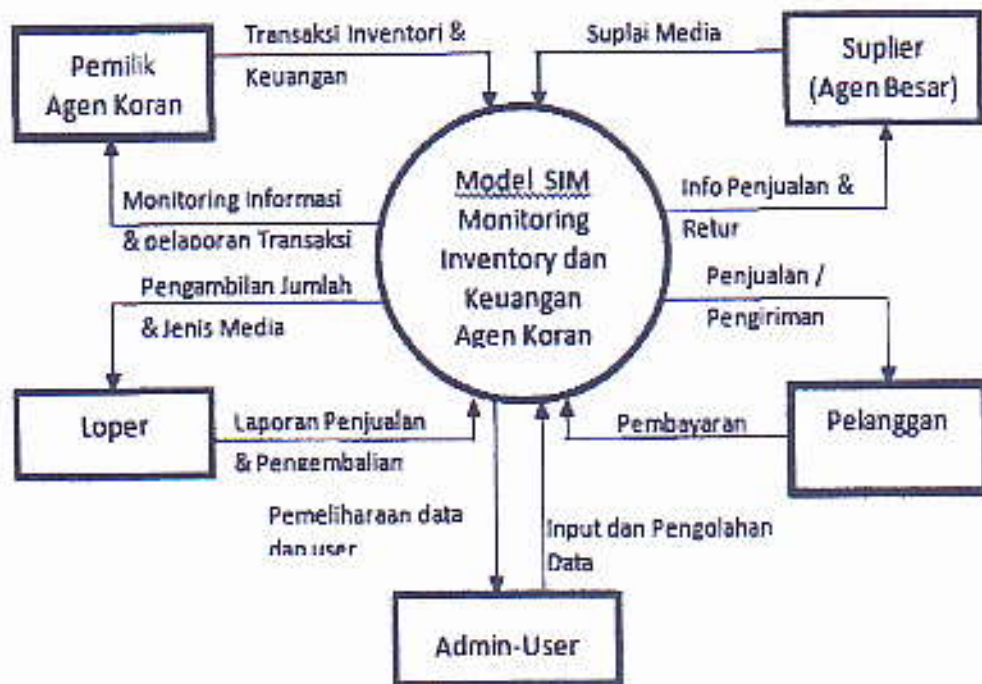 Transaksi Inventori &
Keuangan
Suplai Media
Pemilik
Agen Koran
Suplier
(Agen Besar)
Model SIM
Monitoring
Inventory dan
Keuangan
Agen Koran
Monitoring Informasi
& pelaporan Transaksi
Info Penjualan &
Retur
Pengambilan Jumlah
& Jenis Media
Penjualan /
Pengiriman
Loper
Laporan Penjualan
& Pengembalian
Pembayaran
Pelanggan
Pemeliharaan data
dan user
Input dan Pengolahan
Data
Admin-User